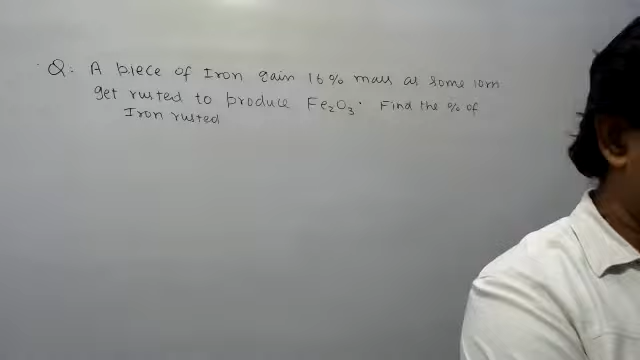 Q: A piece of Iron gain 16% mass as some iron
get rusted to produce Fe₂O₃. Find the % of
Iron rusted